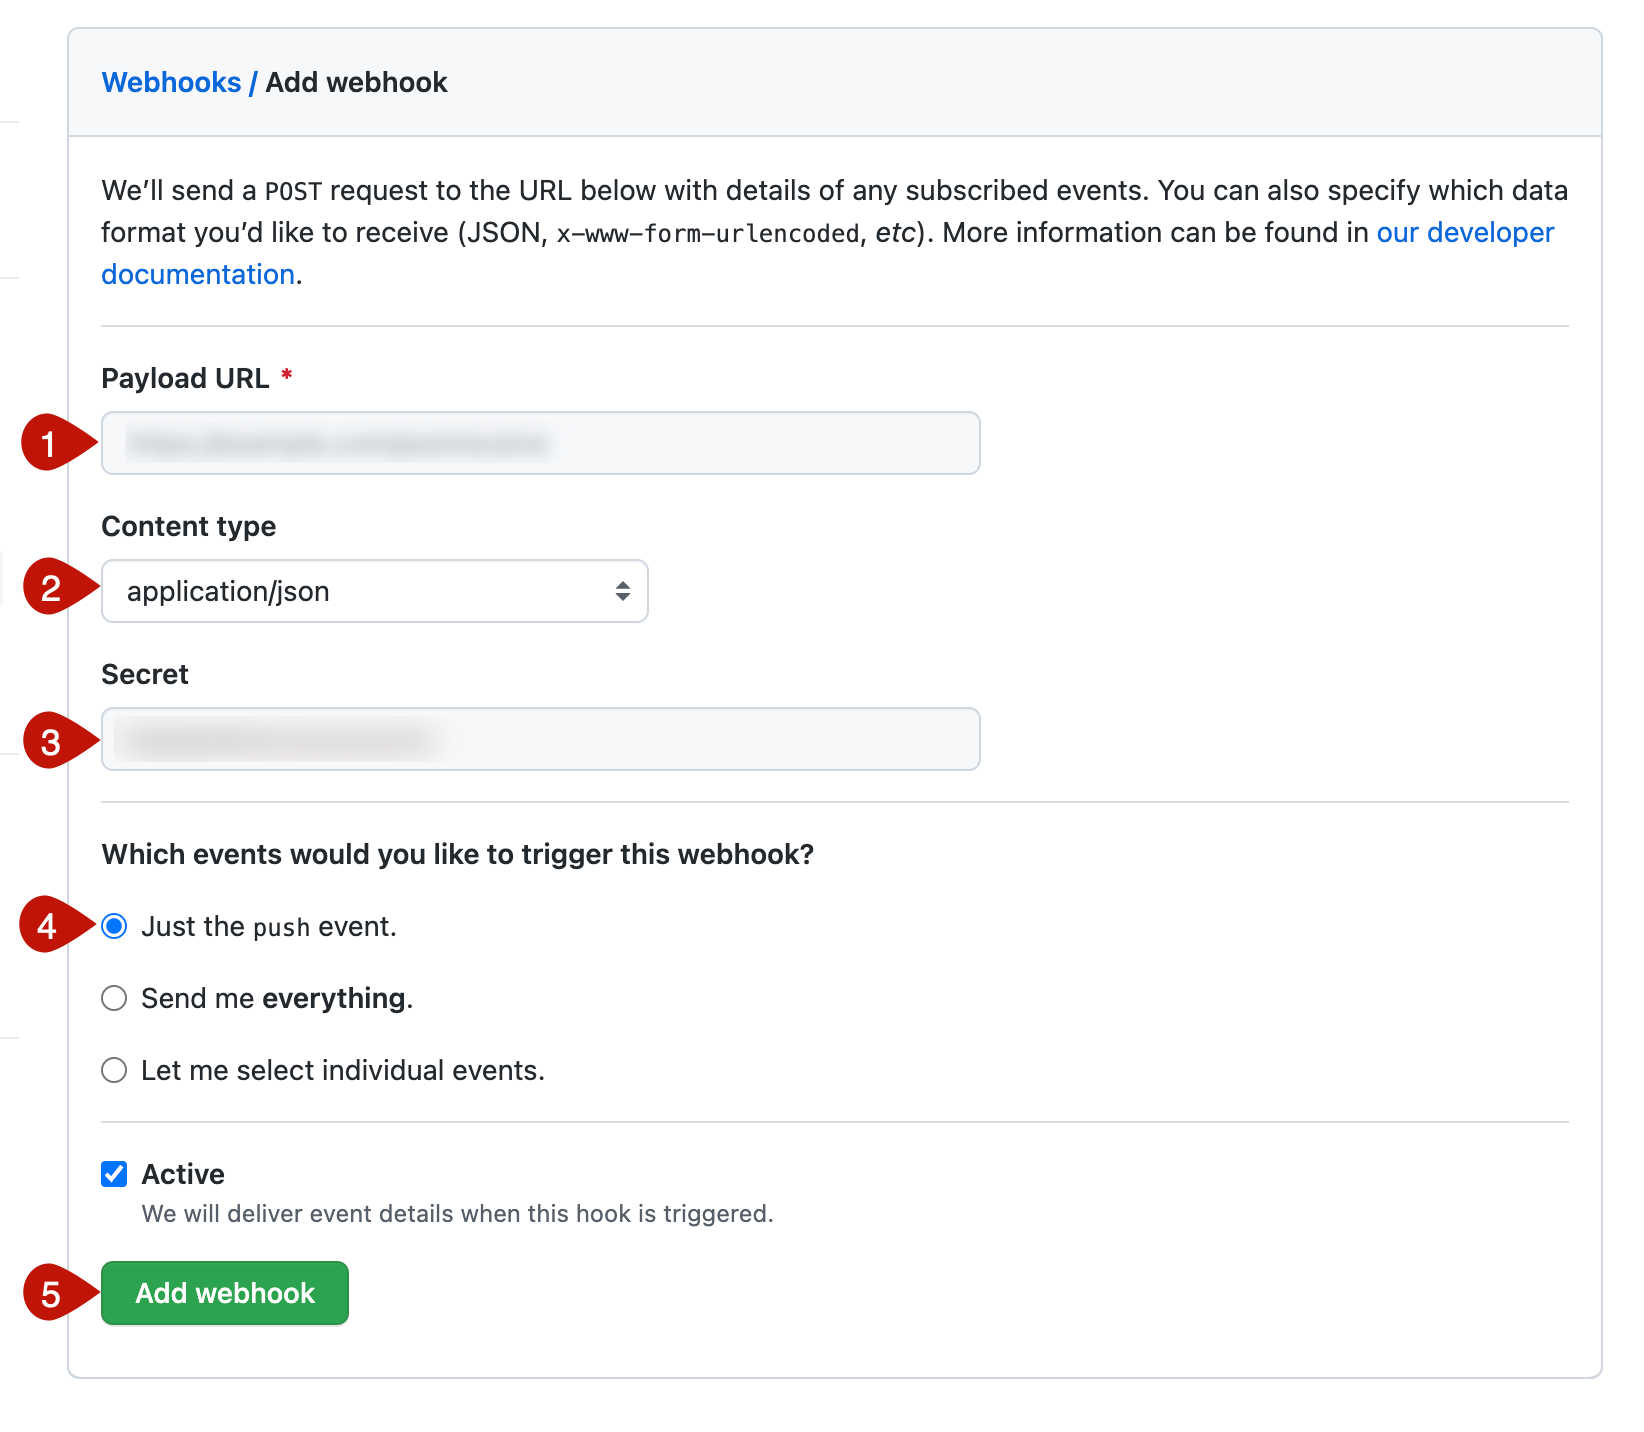 Webhooks / Add webhook
We’ll send a POST request to the URL below with details of any subscribed events. You can also specify which data
format you’d like to receive (JSON, x-www-form-urlencoded, etc). More information can be found in our developer
documentation.
Payload URL *
1
Content type
2 application/json
Secret
3
Which events would you like to trigger this webhook?
4 Just the push event.
Send me everything.
Let me select individual events.
Active
We will deliver event details when this hook is triggered.
5 Add webhook